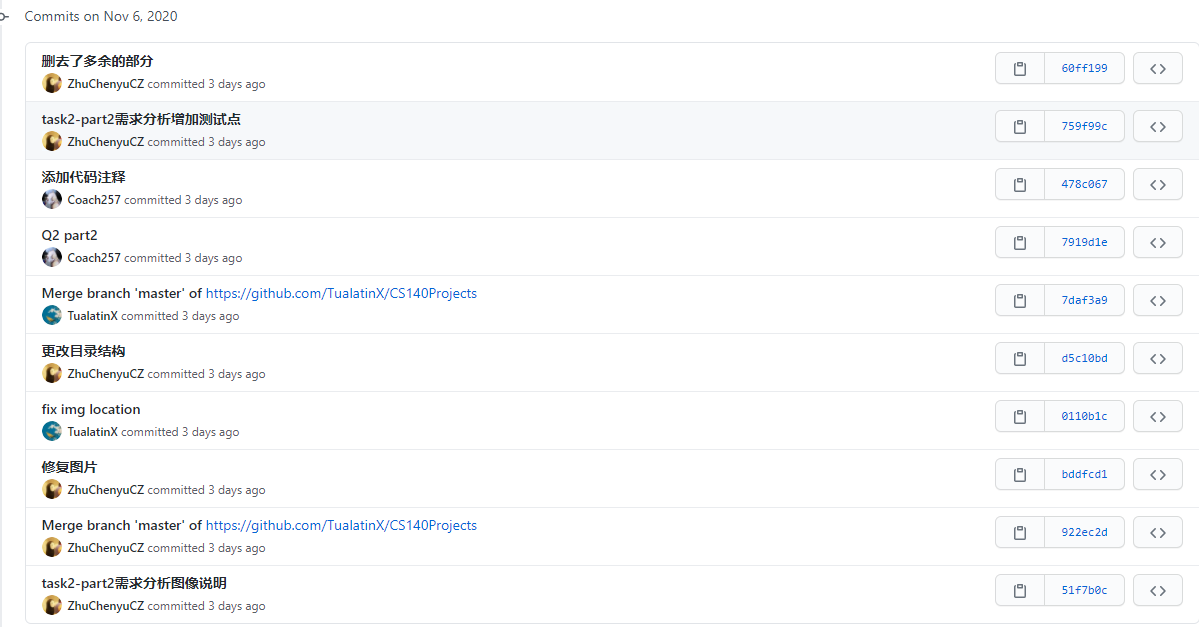 Commits on Nov 6, 2020
删去了多余的部分
ZhuChenyuCZ committed 3 days ago
60ff199
task2-part2需求分析增加测试点
ZhuChenyuCZ committed 3 days ago
759f99c
添加代码注释
Coach257 committed 3 days ago
478c067
Q2 part2
Coach257 committed 3 days ago
7919d1e
Merge branch 'master' of https://github.com/TualatinX/CS140Projects
TualatinX committed 3 days ago
7daf3a9
更改目录结构
ZhuChenyuCZ committed 3 days ago
d5c10bd
fix img location
TualatinX committed 3 days ago
0110b1c
修复图片
ZhuChenyuCZ committed 3 days ago
bddfcd1
Merge branch 'master' of https://github.com/TualatinX/CS140Projects
ZhuChenyuCZ committed 3 days ago
922ec2d
task2-part2需求分析图像说明
ZhuChenyuCZ committed 3 days ago
51f7b0c